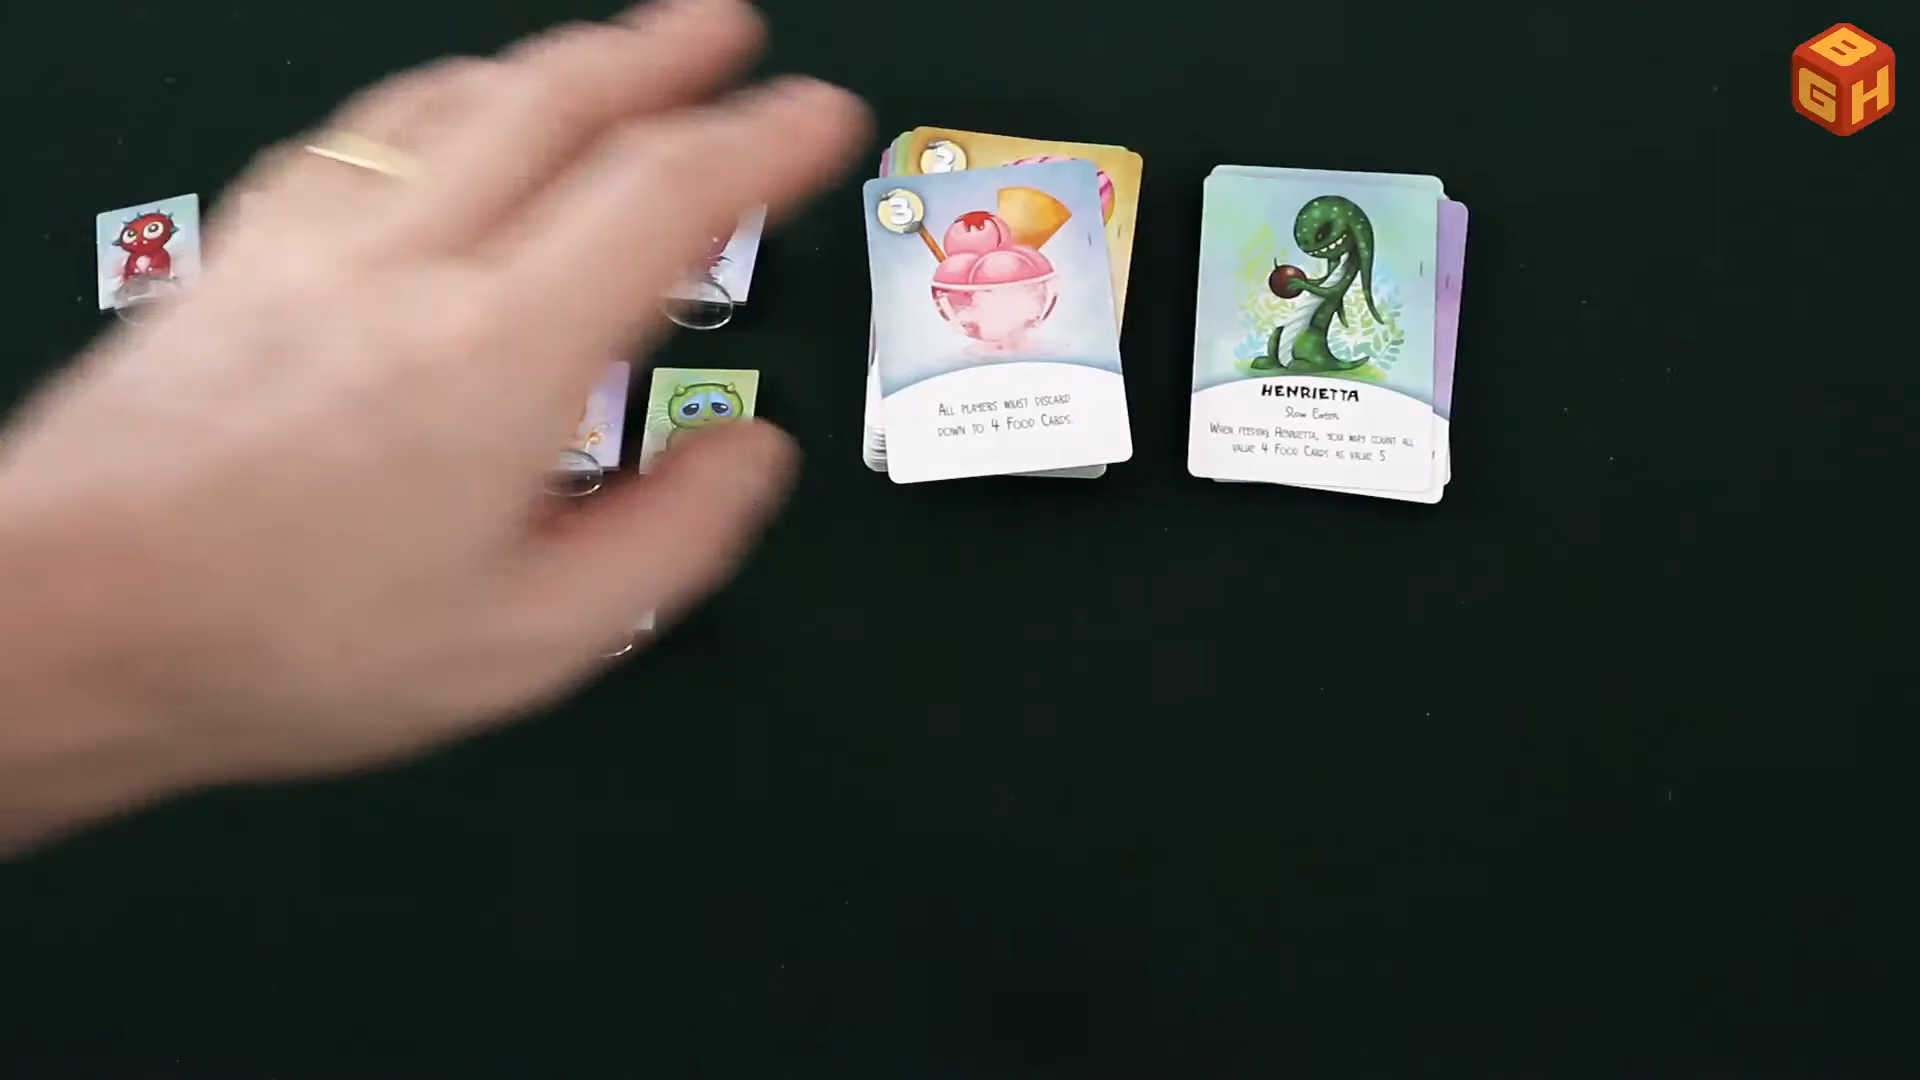 B
G H
2
3
ALL PLAYERS MUST DISCARD
DOWN TO 4 FOOD CARDS.
HENRIETTA
SLOW EATER
WHEN FEEDING HENRIETTA, YOU MAY COUNT ALL
VALUE 4 FOOD CARDS AS VALUE 5.